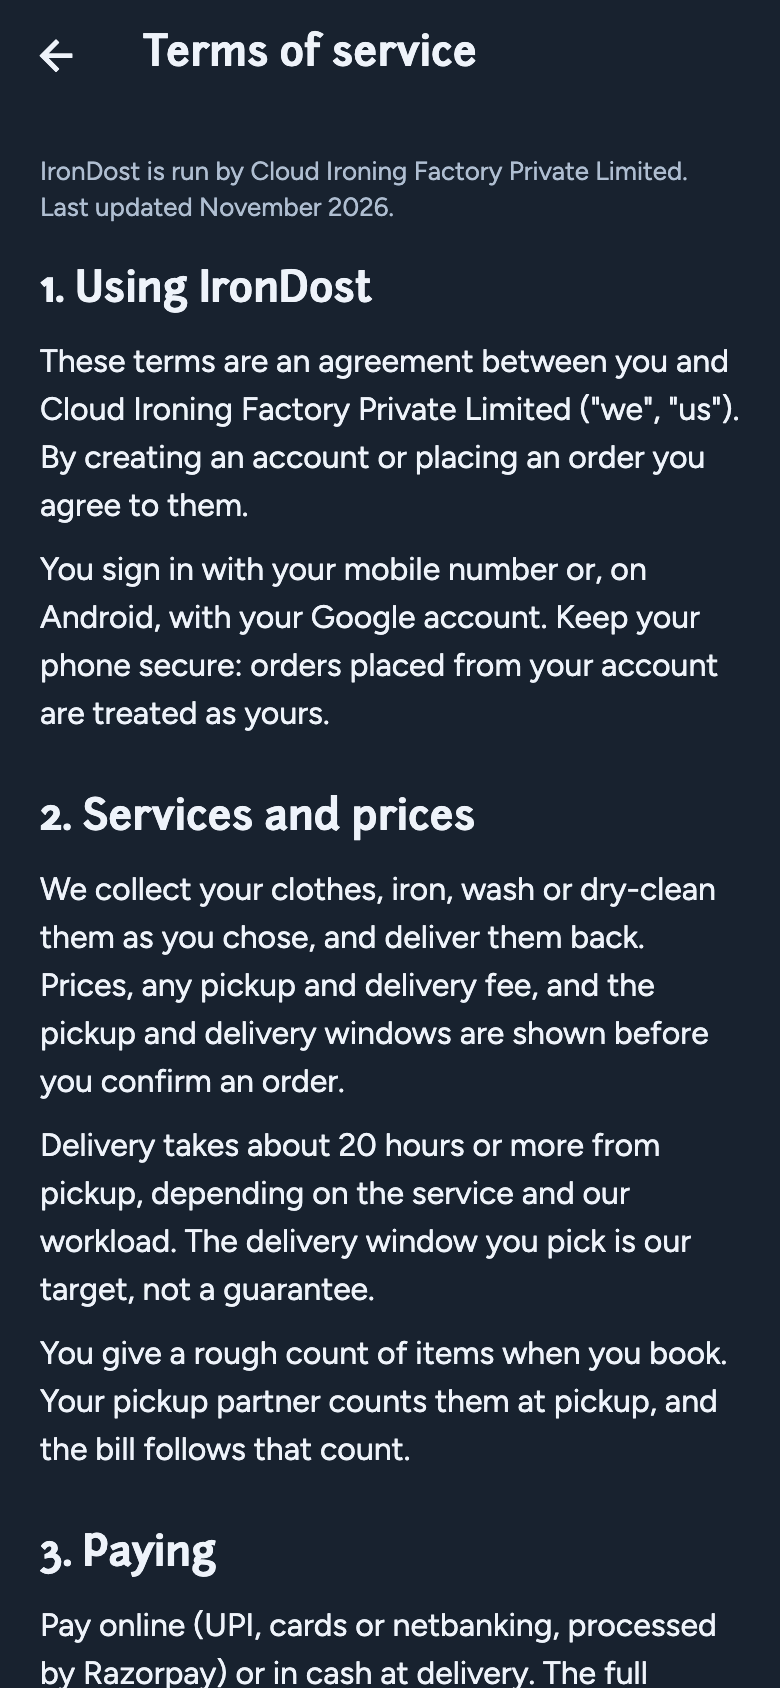 Terms of service
IronDost is run by Cloud Ironing Factory Private Limited.
Last updated November 2026.
1. Using IronDost
These terms are an agreement between you and
Cloud Ironing Factory Private Limited ("we", "us").
By creating an account or placing an order you
agree to them.
You sign in with your mobile number or, on
Android, with your Google account. Keep your
phone secure: orders placed from your account
are treated as yours.
2. Services and prices
We collect your clothes, iron, wash or dry-clean
them as you chose, and deliver them back.
Prices, any pickup and delivery fee, and the
pickup and delivery windows are shown before
you confirm an order.
Delivery takes about 20 hours or more from
pickup, depending on the service and our
workload. The delivery window you pick is our
target, not a guarantee.
You give a rough count of items when you book.
Your pickup partner counts them at pickup, and
the bill follows that count.
3. Paying
Pay online (UPI, cards or netbanking, processed
by Razorpay) or in cash at delivery. The full